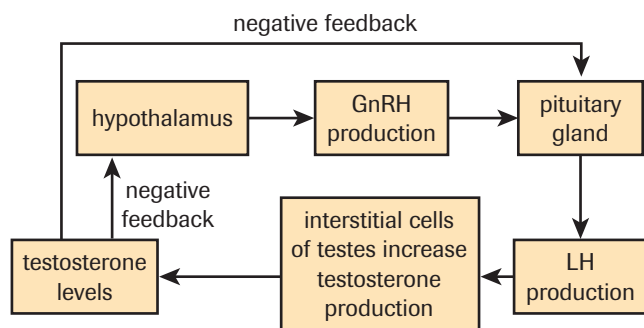 negative feedback
hypothalamus
GnRH
production
pituitary
gland
negative
feedback
interstitial cells
of testes increase
testosterone
production
testosterone
levels
LH
production